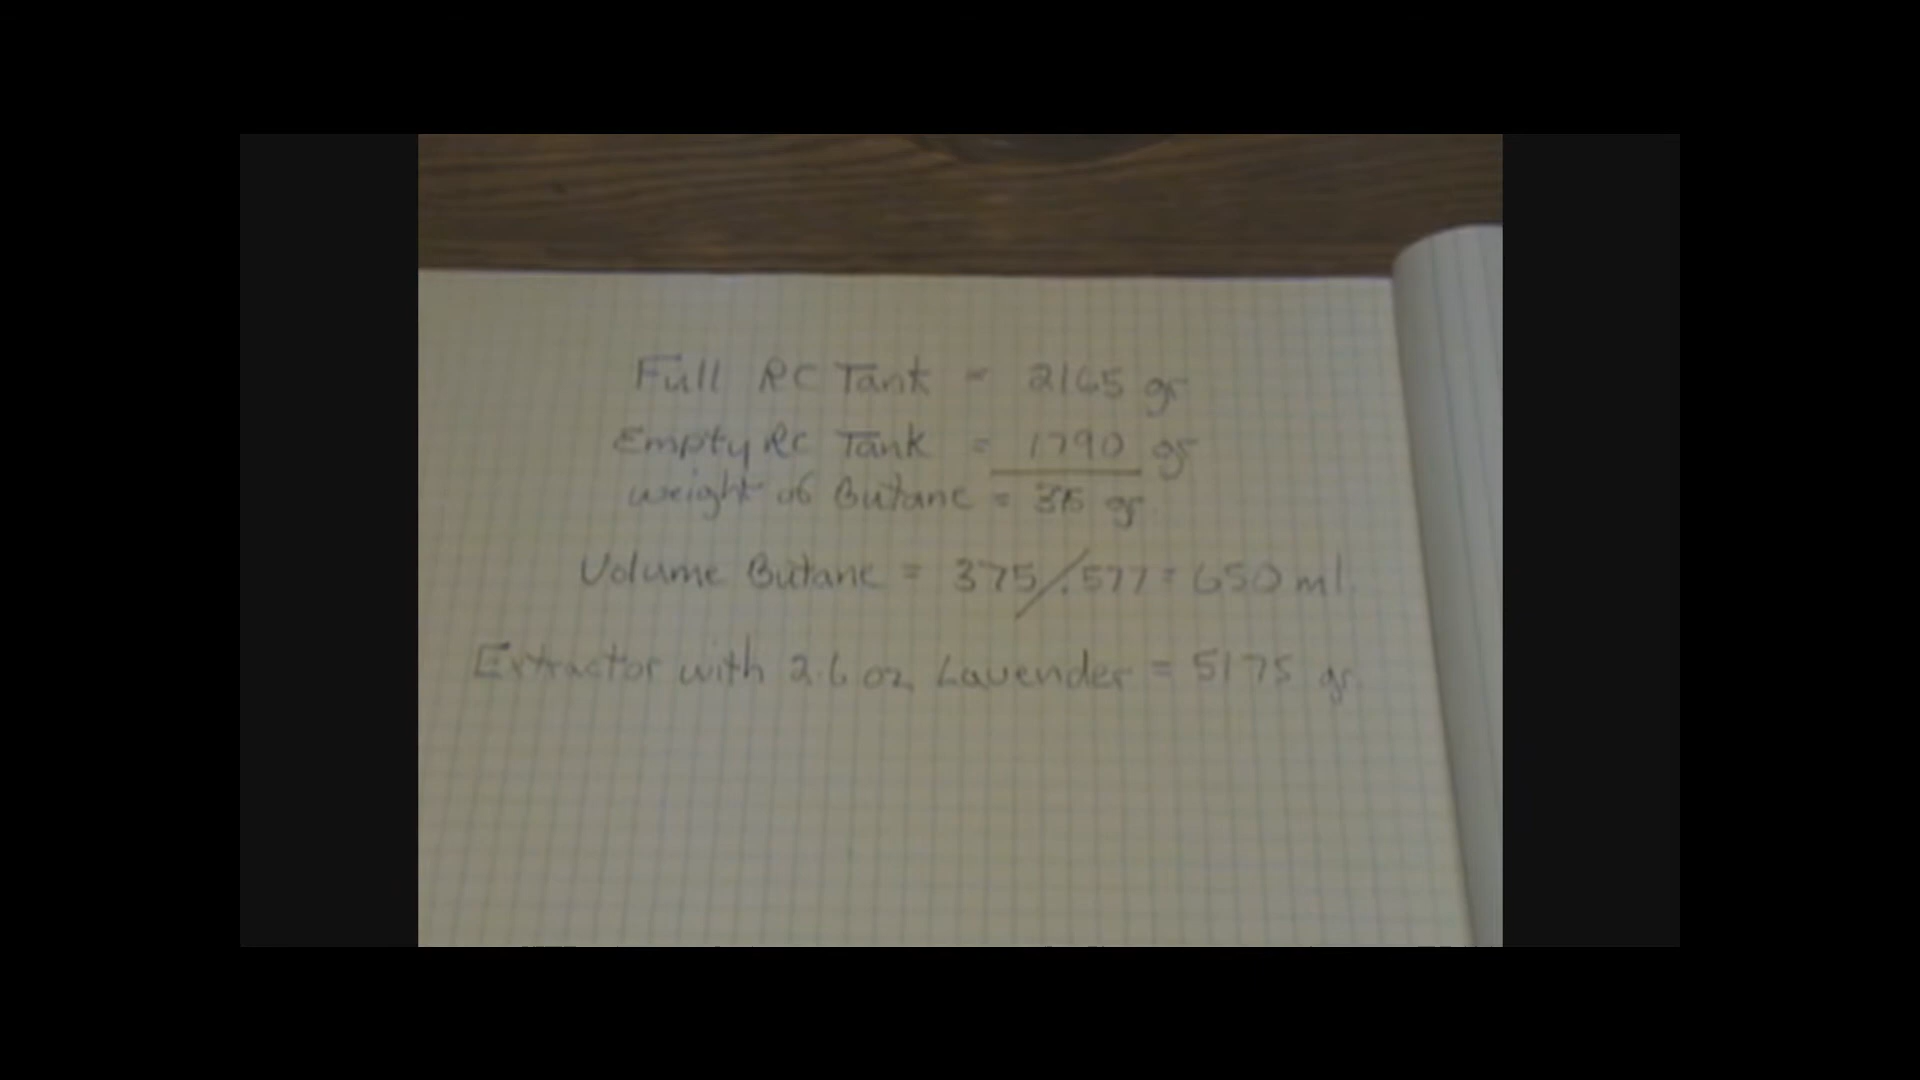 Full RC Tank = 2165 gr
Empty RC Tank = 1790 gr
weight of Butane = 375 gr
Volume Butane = 375/.577 = 650 ml.
Extractor with 2.6 oz Lavender = 5175 gr.